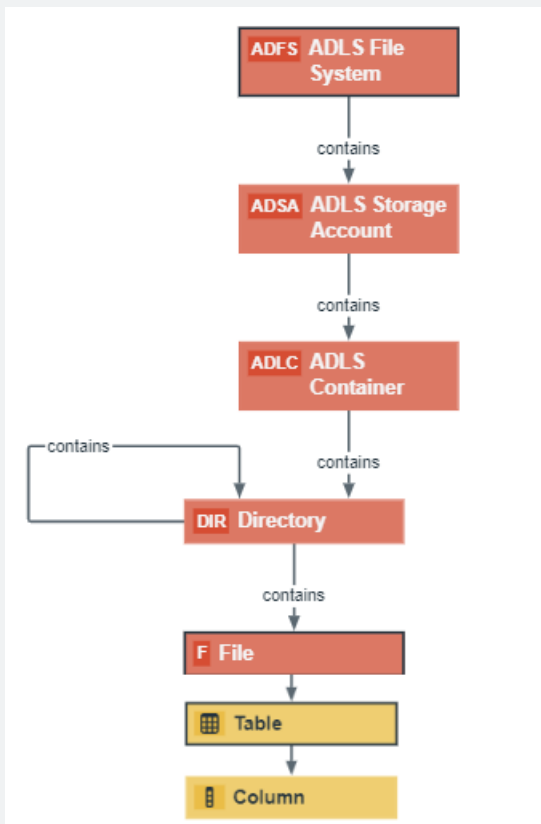 ADFS ADLS File
System
contains
ADSA ADLS Storage
Account
contains
ADLC ADLS
Container
contains
contains
DIR Directory
contains
F File
Table
Column